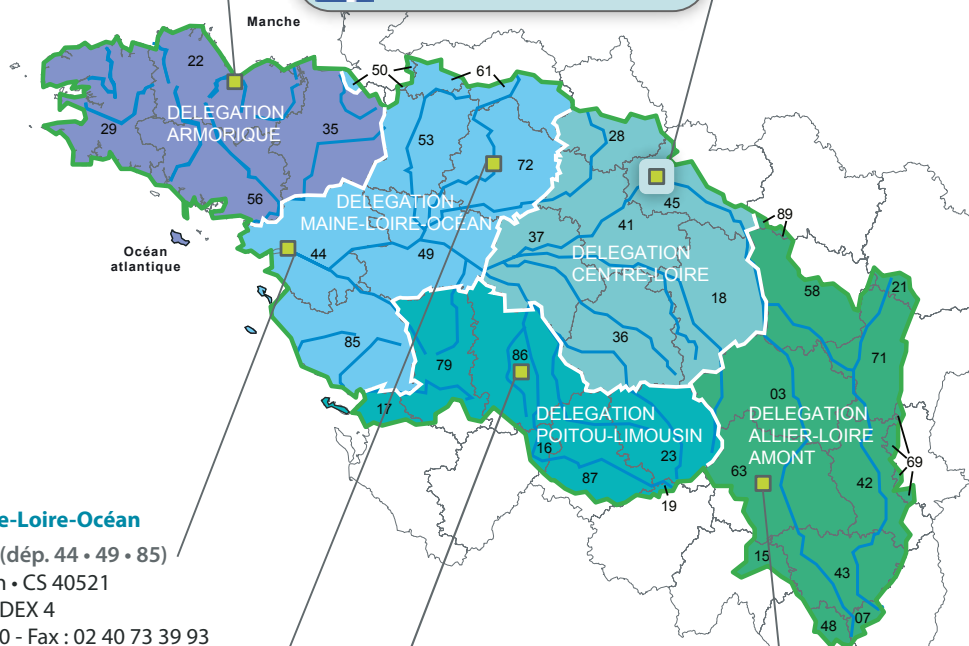 Manche
50
61
22
28
DELEGATION
ARMORIQUE
29
35
53
72
45
56
DELEGATION
MAINE-LOIRE-OCÉAN
41
89
37
Océan
atlantique
44
49
DELEGATION
CENTRE-LOIRE
58
21
18
85
36
71
86
79
03
17
DELEGATION
POITOU-LIMOUSIN
DELEGATION
ALLIER-LOIRE
AMONT
16
23
69
63
87
42
19
e-Loire-Océan
(dép. 44 • 49 • 85)
15
n • CS 40521
43
DEX 4
48
07
0 - Fax : 02 40 73 39 93